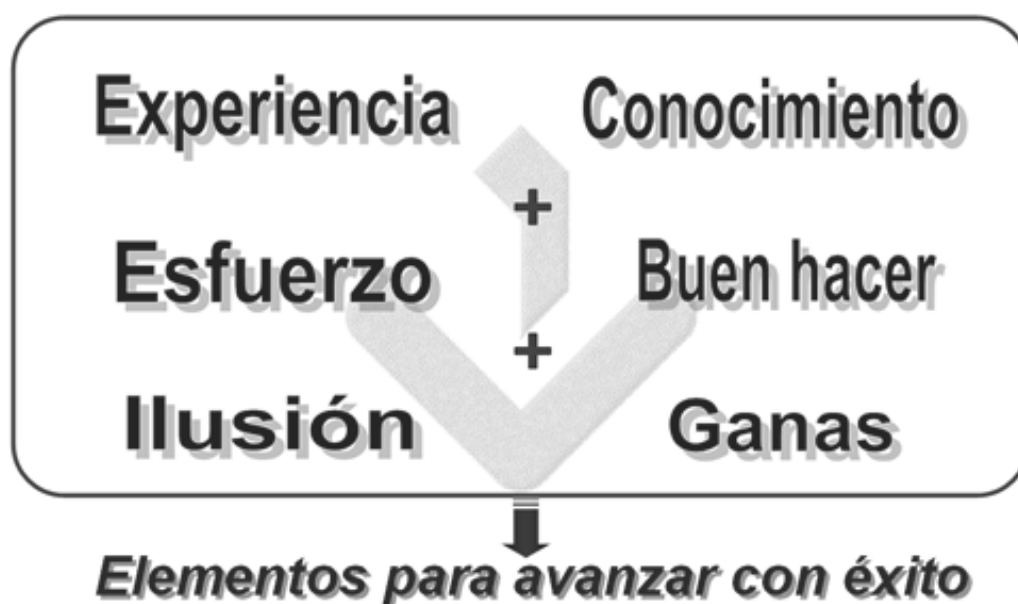 Experiencia Conocimiento
+
Esfuerzo Buen hacer
+
Ilusión Ganas
Elementos para avanzar con éxito